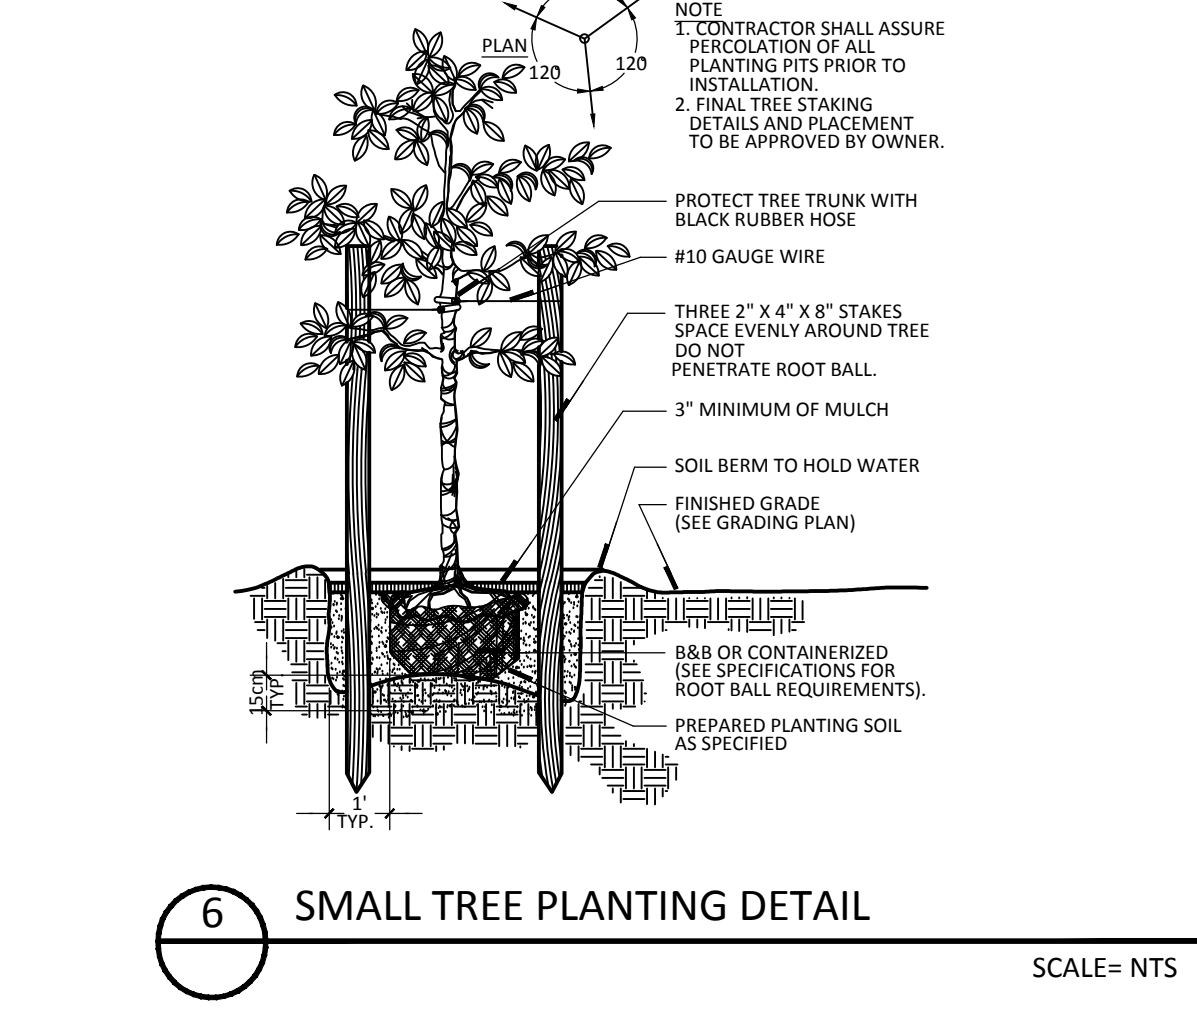 PLAN
120°
120°
NOTE
1. CONTRACTOR SHALL ASSURE
PERCOLATION OF ALL
PLANTING PITS PRIOR TO
INSTALLATION.
2. FINAL TREE STAKING
DETAILS AND PLACEMENT
TO BE APPROVED BY OWNER.
PROTECT TREE TRUNK WITH
BLACK RUBBER HOSE
#10 GAUGE WIRE
THREE 2" X 4" X 8" STAKES
SPACE EVENLY AROUND TREE
DO NOT
PENETRATE ROOT BALL.
3" MINIMUM OF MULCH
SOIL BERM TO HOLD WATER
FINISHED GRADE
(SEE GRADING PLAN)
B&B OR CONTAINERIZED
(SEE SPECIFICATIONS FOR
ROOT BALL REQUIREMENTS).
PREPARED PLANTING SOIL
AS SPECIFIED
15cm
TYP
1'
TYP.
6
SMALL TREE PLANTING DETAIL
SCALE= NTS